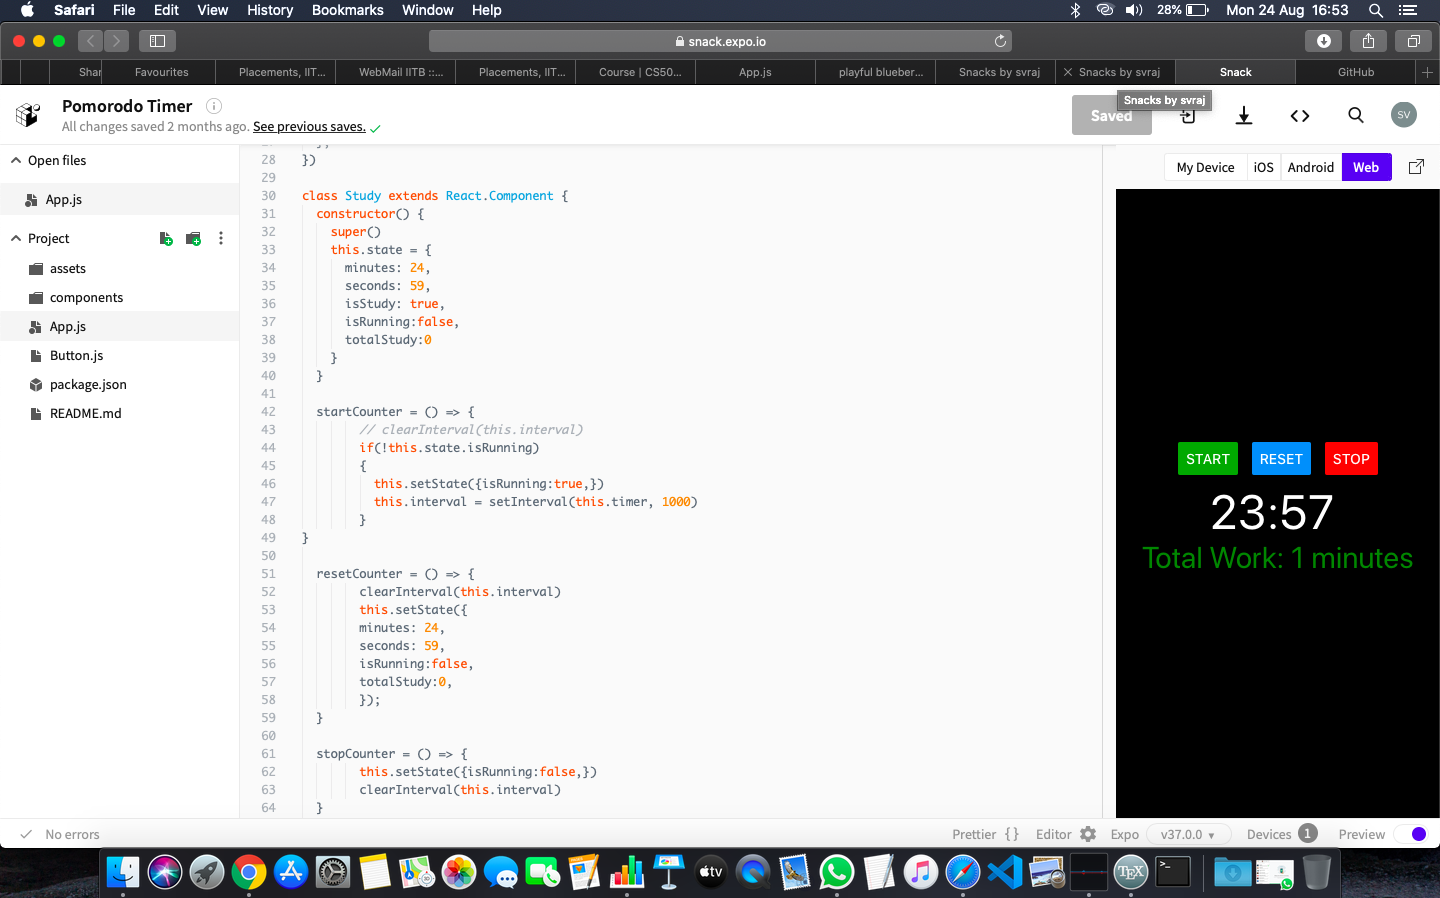 Safari File Edit View History Bookmarks Window Help 28% Mon 24 Aug 16:53
snack.expo.io
Shar Favourites Placements, IIT... WebMail IITB ::... Placements, IIT... Course | CS50... App.js playful blueber... Snacks by svraj Snacks by svraj Snack GitHub
Snacks by svraj
Pomorodo Timer
All changes saved 2 months ago. See previous saves.
Saved
SV
Open files
App.js
Project
assets
components
App.js
Button.js
package.json
README.md
28 })
29
30 class Study extends React.Component {
31 constructor() {
32 super()
33 this.state = {
34 minutes: 24,
35 seconds: 59,
36 isStudy: true,
37 isRunning:false,
38 totalStudy:0
39 }
40 }
41
42 startCounter = () => {
43 // clearInterval(this.interval)
44 if(!this.state.isRunning)
45 {
46 this.setState({isRunning:true,})
47 this.interval = setInterval(this.timer, 1000)
48 }
49 }
50
51 resetCounter = () => {
52 clearInterval(this.interval)
53 this.setState({
54 minutes: 24,
55 seconds: 59,
56 isRunning:false,
57 totalStudy:0,
58 });
59 }
60
61 stopCounter = () => {
62 this.setState({isRunning:false,})
63 clearInterval(this.interval)
64 }
My Device iOS Android Web
START RESET STOP
23:57
Total Work: 1 minutes
No errors
Prettier { } Editor Expo v37.0.0 Devices 1 Preview
tv
TEX